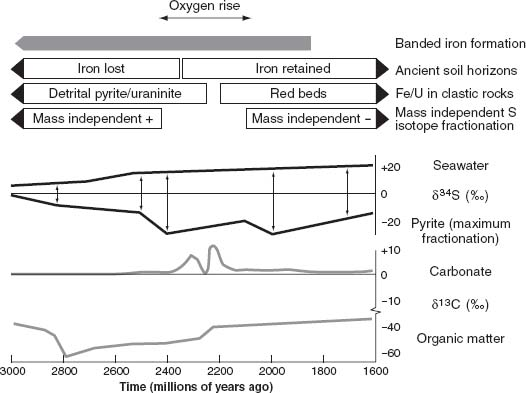 Oxygen rise
Banded iron formation
Iron lost
Iron retained
Ancient soil horizons
Detrital pyrite/uraninite
Red beds
Fe/U in clastic rocks
Mass independent +
Mass independent –
Mass independent S
isotope fractionation
+20
Seawater
0
δ34S (‰)
−20
Pyrite (maximum
fractionation)
+10
Carbonate
0
−10
δ13C (‰)
−40
Organic matter
−60
3000 2800 2600 2400 2200 2000 1800 1600
Time (millions of years ago)